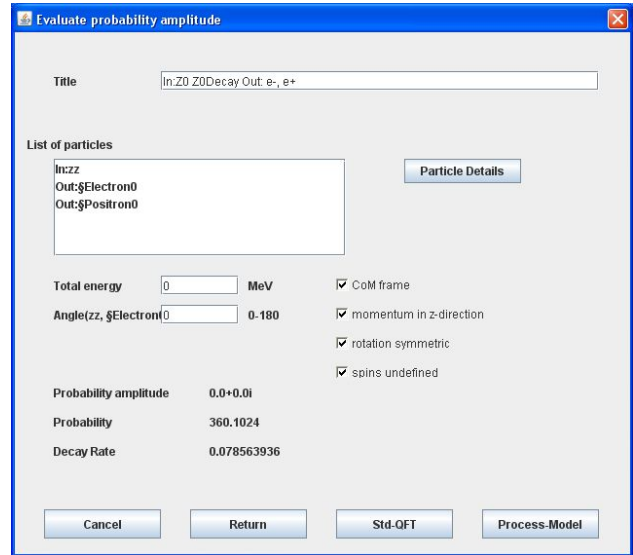 Evaluate probability amplitude
Title In:Z0 Z0Decay Out: e-, e+
List of particles
In:zz
Out:§Electron0
Out:§Positron0
Particle Details
Total energy 0 MeV CoM frame
Angle(zz, §Electron 0 0-180 momentum in z-direction
rotation symmetric
spins undefined
Probability amplitude 0.0+0.0i
Probability 360.1024
Decay Rate 0.078563936
Cancel Return Std-QFT Process-Model